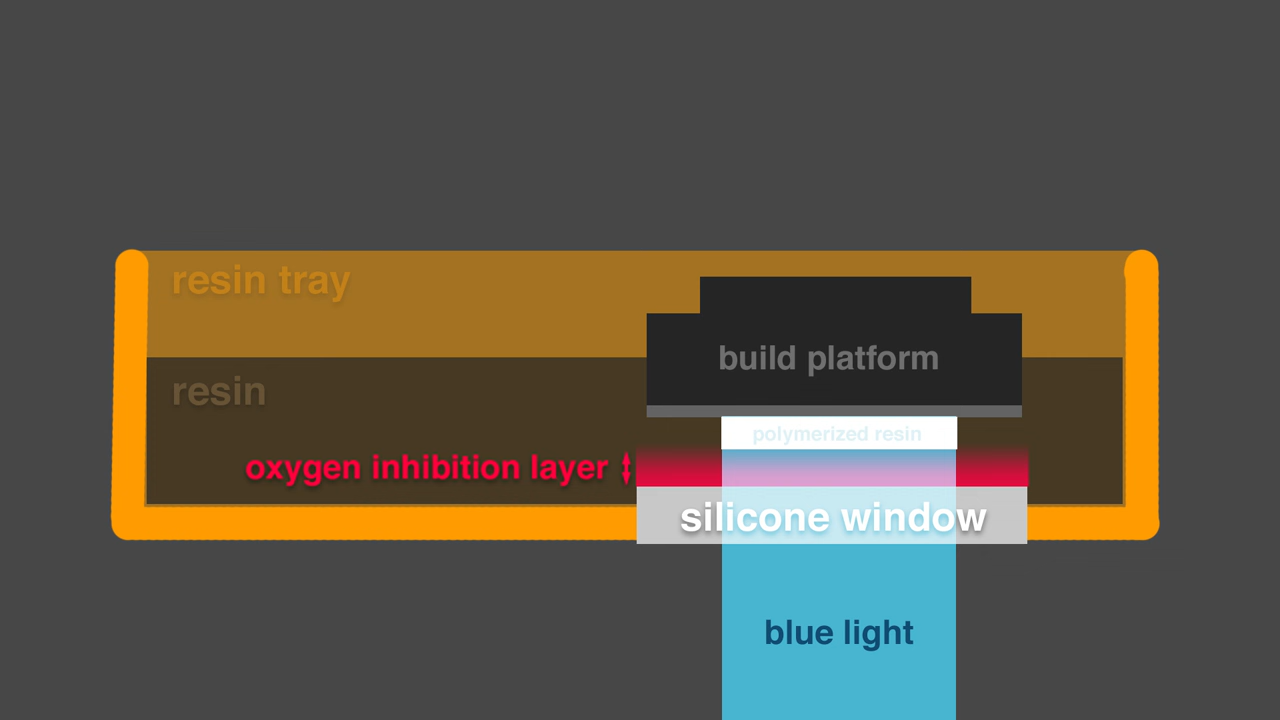 resin tray
build platform
resin
polymerized resin
oxygen inhibition layer
silicone window
blue light